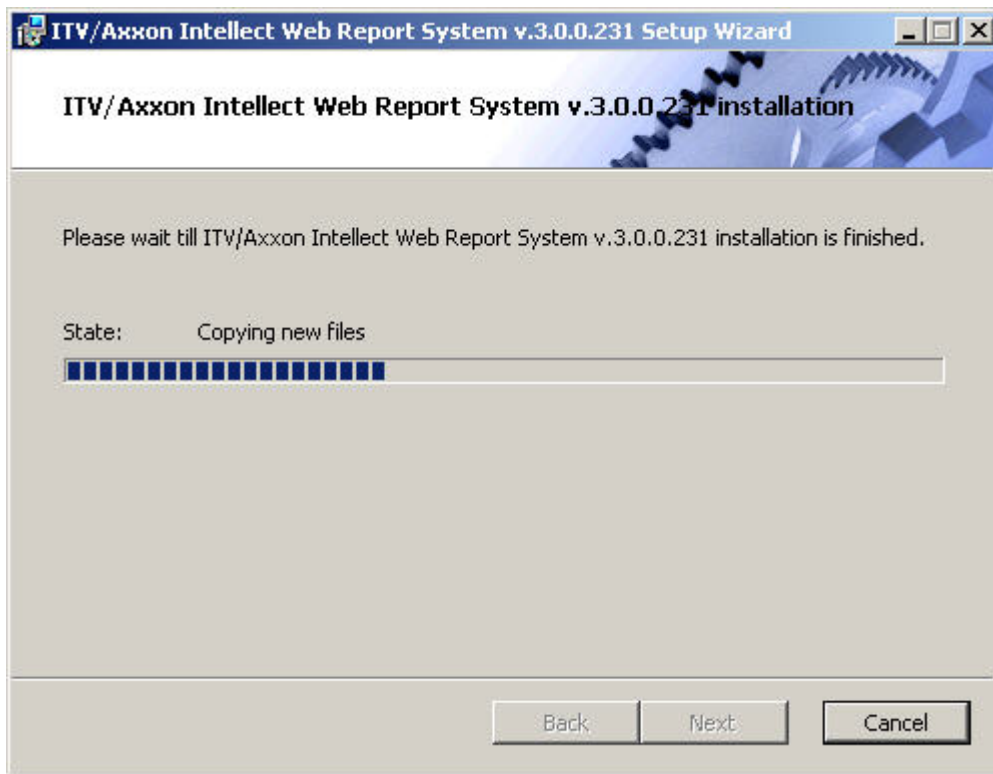 ITV/Axxon Intellect Web Report System v.3.0.0.231 Setup Wizard
ITV/Axxon Intellect Web Report System v.3.0.0.231 installation
Please wait till ITV/Axxon Intellect Web Report System v.3.0.0.231 installation is finished.
State: Copying new files
Back Next Cancel